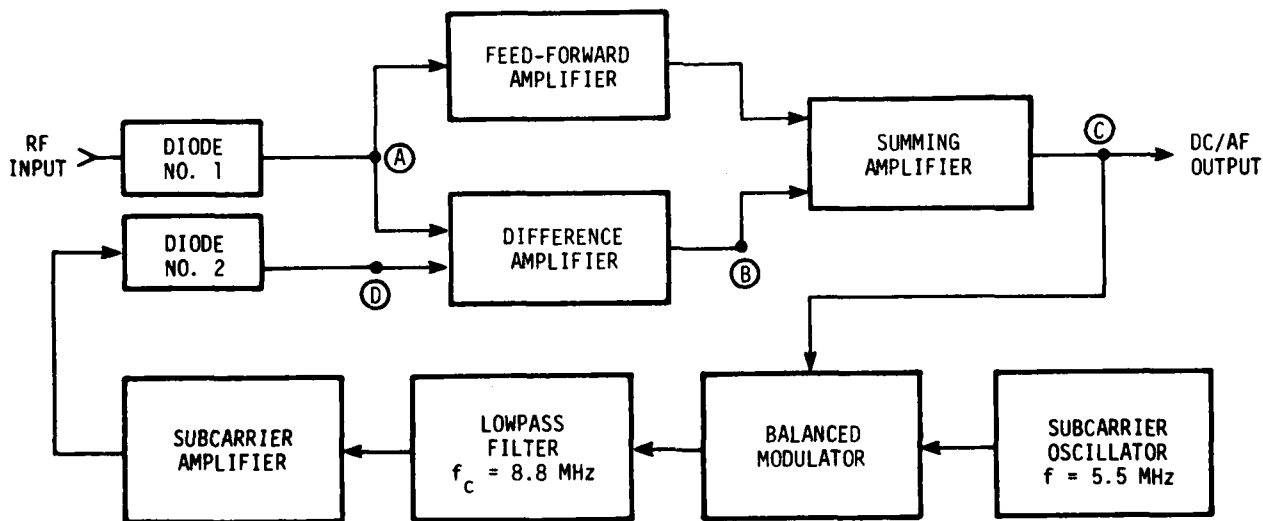 FEED-FORWARD
AMPLIFIER
RF
INPUT
DIODE
NO. 1
A
SUMMING
AMPLIFIER
C
DC/AF
OUTPUT
DIODE
NO. 2
D
DIFFERENCE
AMPLIFIER
B
SUBCARRIER
AMPLIFIER
LOWPASS
FILTER
f_c = 8.8 MHz
BALANCED
MODULATOR
SUBCARRIER
OSCILLATOR
f = 5.5 MHz